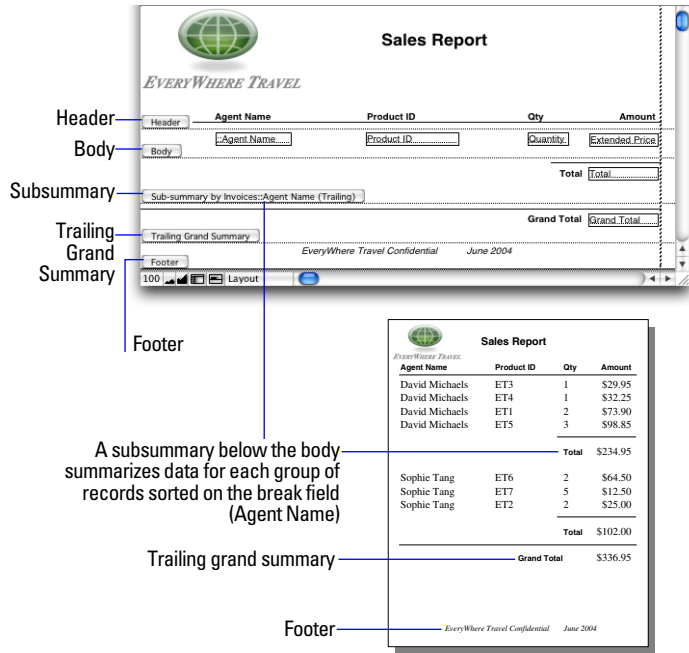 Sales Report
EVERYWHERE TRAVEL
Header
Header
Agent Name Product ID Qty Amount
Body
Body
::Agent Name Product ID Quantity Extended Price
Total Total
Subsummary
Sub-summary by Invoices::Agent Name (Trailing)
Grand Total Grand Total
Trailing
Grand
Summary
Trailing Grand Summary
EveryWhere Travel Confidential June 2004
Footer
100 Layout
Footer
Sales Report
EVERYWHERE TRAVEL
Agent Name Product ID Qty Amount
David Michaels ET3 1 $29.95
David Michaels ET4 1 $32.25
David Michaels ET1 2 $73.90
David Michaels ET5 3 $98.85
A subsummary below the body
summarizes data for each group of
records sorted on the break field
(Agent Name)
Total $234.95
Sophie Tang ET6 2 $64.50
Sophie Tang ET7 5 $12.50
Sophie Tang ET2 2 $25.00
Total $102.00
Trailing grand summary
Grand Total $336.95
Footer
EveryWhere Travel Confidential June 2004